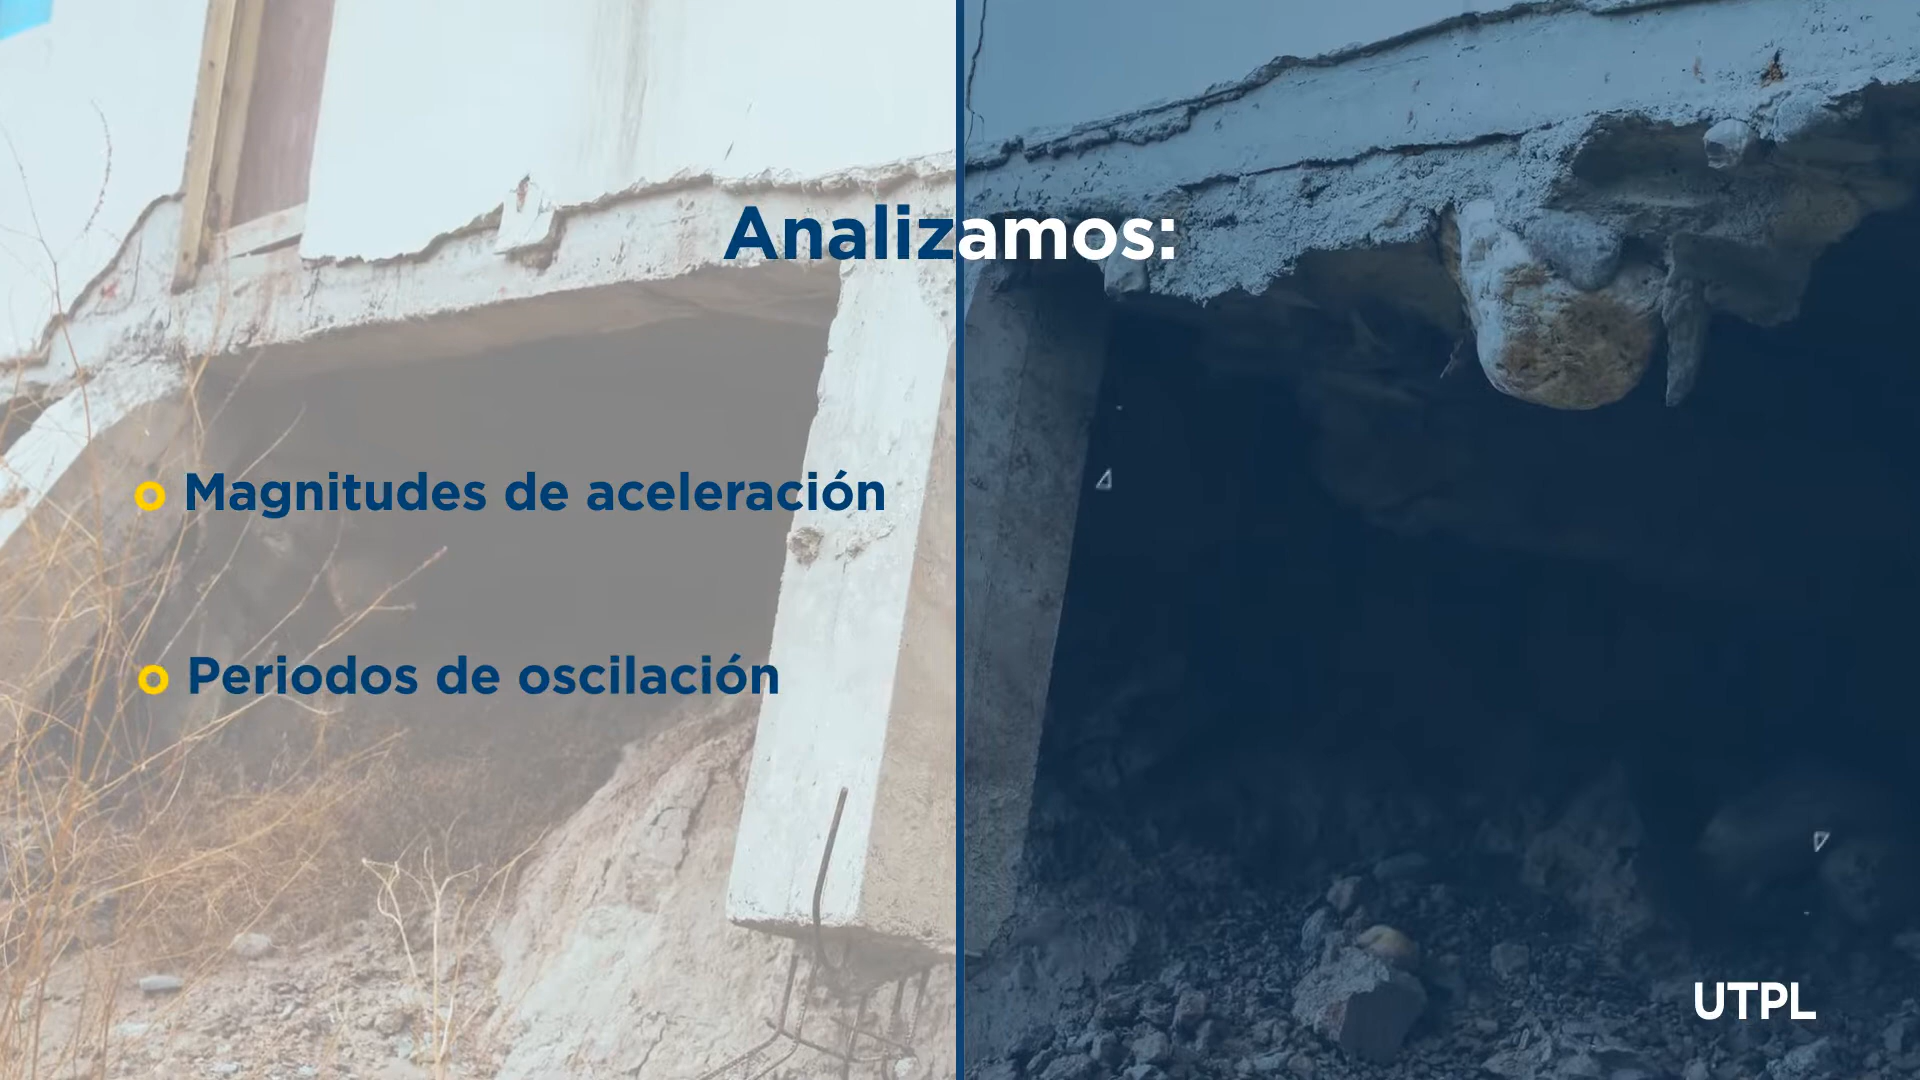 Analizamos:
Magnitudes de aceleración
Periodos de oscilación
UTPL